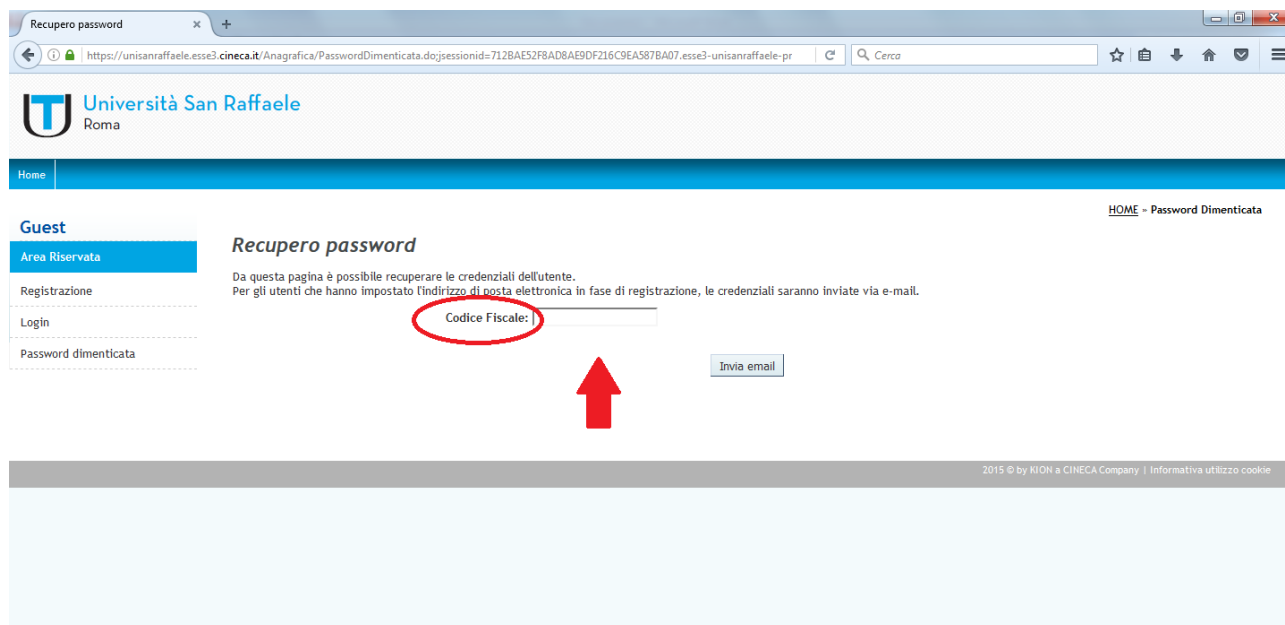 Recupero password
https://unisanraffaele.esse3.cineca.it/Anagrafica/PasswordDimenticata.do;jsessionid=712BAE52F8AD8AE9DF216C9EA587BA07.esse3-unisanraffaele-pr
Cerca
Università San Raffaele
Roma
Home
HOME » Password Dimenticata
Guest
Area Riservata
Registrazione
Login
Password dimenticata
Recupero password
Da questa pagina è possibile recuperare le credenziali dell'utente.
Per gli utenti che hanno impostato l'indirizzo di posta elettronica in fase di registrazione, le credenziali saranno inviate via e-mail.
Codice Fiscale:
Invia email
2015 © by KION a CINECA Company | Informativa utilizzo cookie